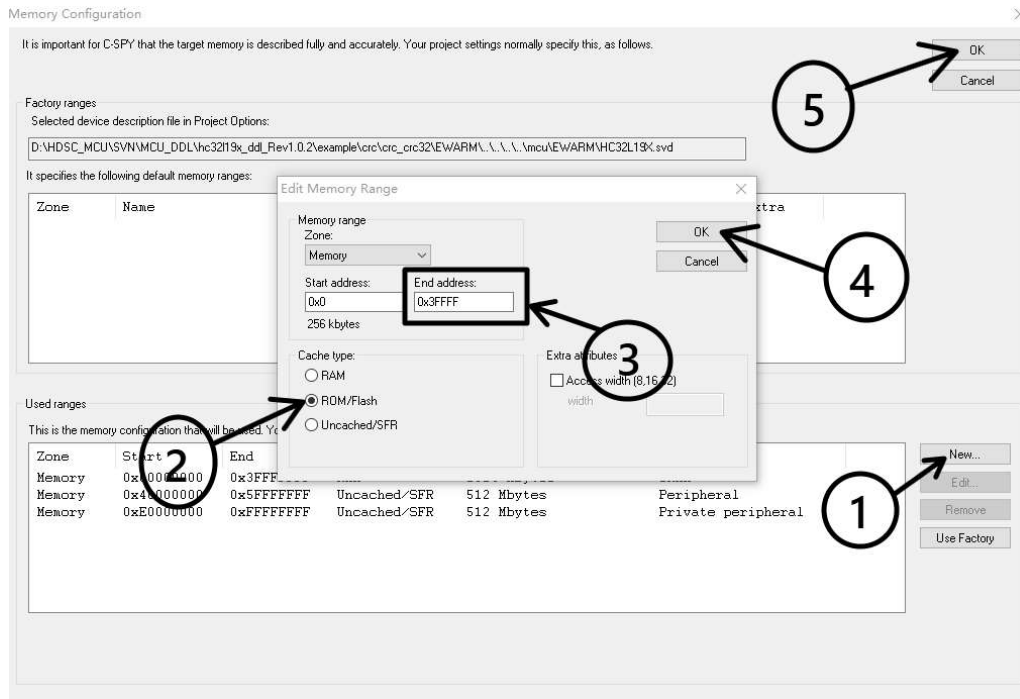 Memory Configuration
It is important for C-SPY that the target memory is described fully and accurately. Your project settings normally specify this, as follows.
OK
Cancel
5
Factory ranges
Selected device description file in Project Options:
D:\HDSC_MCU\SVN\MCU_DDL\hc32l19x_ddl_Rev1.0.2\example\crc\crc_crc32\EWARM\..\..\..\..\mcu\EWARM\HC32L19X.svd
It specifies the following default memory ranges:
Zone Name
Edit Memory Range
Memory range
Zone:
Memory
Start address: End address:
0x0 0x3FFFF
256 kbytes
OK
Cancel
4
3
Cache type:
RAM
ROM/Flash
Uncached/SFR
Extra attributes
Access width (8,16,32)
width
2
Used ranges
This is the memory configuration that will be used.
Zone Start End
Memory
Memory 0x5FFFFFFF Uncached/SFR 512 Mbytes Peripheral
Memory 0xE0000000 0xFFFFFFFF Uncached/SFR 512 Mbytes Private peripheral
1
New...
Edit...
Remove
Use Factory